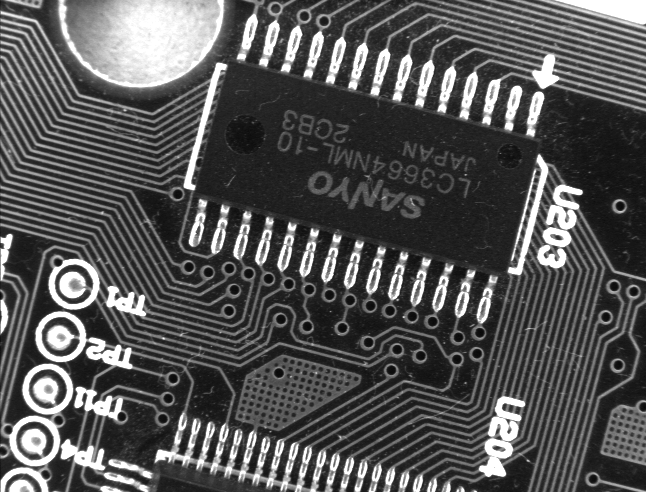 SANYO
LC3664NML-10
JAPAN 2CB3
U203
TP1
TP2
TP11
TP4
U204